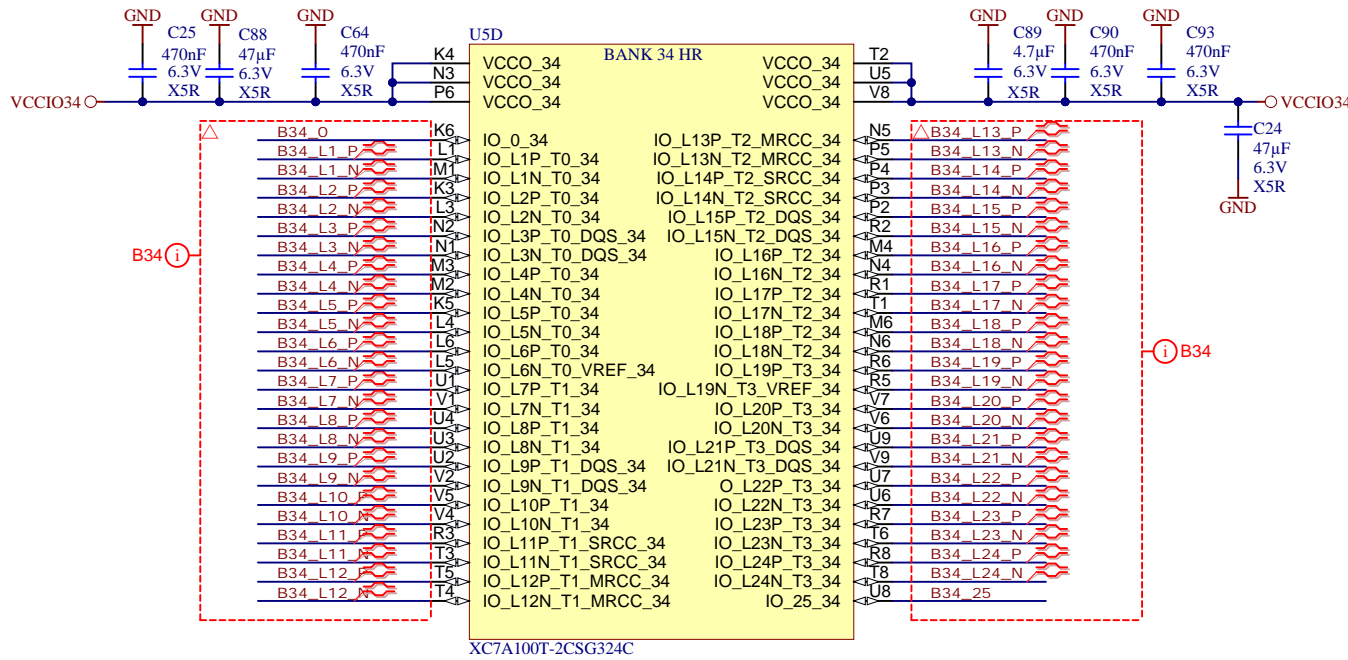 GND
C25
470nF
6.3V
X5R
GND
C88
47µF
6.3V
X5R
GND
C64
470nF
6.3V
X5R
VCCIO34
U5D
BANK 34 HR
GND
C89
4.7µF
6.3V
X5R
GND
C90
470nF
6.3V
X5R
GND
C93
470nF
6.3V
X5R
VCCIO34
C24
47µF
6.3V
X5R
GND
K4 VCCO_34 VCCO_34 T2
N3 VCCO_34 VCCO_34 U5
P6 VCCO_34 VCCO_34 V8
B34_0 K6 IO_0_34 IO_L13P_T2_MRCC_34 N5 B34_L13_P
B34_L1_P L1 IO_L1P_T0_34 IO_L13N_T2_MRCC_34 P5 B34_L13_N
B34_L1_N M1 IO_L1N_T0_34 IO_L14P_T2_SRCC_34 P4 B34_L14_P
B34_L2_P K3 IO_L2P_T0_34 IO_L14N_T2_SRCC_34 P3 B34_L14_N
B34_L2_N L3 IO_L2N_T0_34 IO_L15P_T2_DQS_34 P2 B34_L15_P
B34_L3_P N2 IO_L3P_T0_DQS_34 IO_L15N_T2_DQS_34 R2 B34_L15_N
B34_L3_N N1 IO_L3N_T0_DQS_34 IO_L16P_T2_34 M4 B34_L16_P
B34_L4_P M3 IO_L4P_T0_34 IO_L16N_T2_34 N4 B34_L16_N
B34_L4_N M2 IO_L4N_T0_34 IO_L17P_T2_34 R1 B34_L17_P
B34_L5_P K5 IO_L5P_T0_34 IO_L17N_T2_34 T1 B34_L17_N
B34_L5_N L4 IO_L5N_T0_34 IO_L18P_T2_34 M6 B34_L18_P
B34_L6_P L6 IO_L6P_T0_34 IO_L18N_T2_34 N6 B34_L18_N
B34_L6_N L5 IO_L6N_T0_VREF_34 IO_L19P_T3_34 R6 B34_L19_P
B34_L7_P U1 IO_L7P_T1_34 IO_L19N_T3_VREF_34 R5 B34_L19_N
B34_L7_N V1 IO_L7N_T1_34 IO_L20P_T3_34 V7 B34_L20_P
B34_L8_P U4 IO_L8P_T1_34 IO_L20N_T3_34 V6 B34_L20_N
B34_L8_N U3 IO_L8N_T1_34 IO_L21P_T3_DQS_34 U9 B34_L21_P
B34_L9_P U2 IO_L9P_T1_DQS_34 IO_L21N_T3_DQS_34 V9 B34_L21_N
B34_L9_N V2 IO_L9N_T1_DQS_34 O_L22P_T3_34 U7 B34_L22_P
B34_L10_P V5 IO_L10P_T1_34 IO_L22N_T3_34 U6 B34_L22_N
B34_L10_N V4 IO_L10N_T1_34 IO_L23P_T3_34 R7 B34_L23_P
B34_L11_P R3 IO_L11P_T1_SRCC_34 IO_L23N_T3_34 T6 B34_L23_N
B34_L11_N T3 IO_L11N_T1_SRCC_34 IO_L24P_T3_34 R8 B34_L24_P
B34_L12_P T5 IO_L12P_T1_MRCC_34 IO_L24N_T3_34 T8 B34_L24_N
B34_L12_N T4 IO_L12N_T1_MRCC_34 IO_25_34 U8 B34_25
B34 i
i B34
XC7A100T-2CSG324C